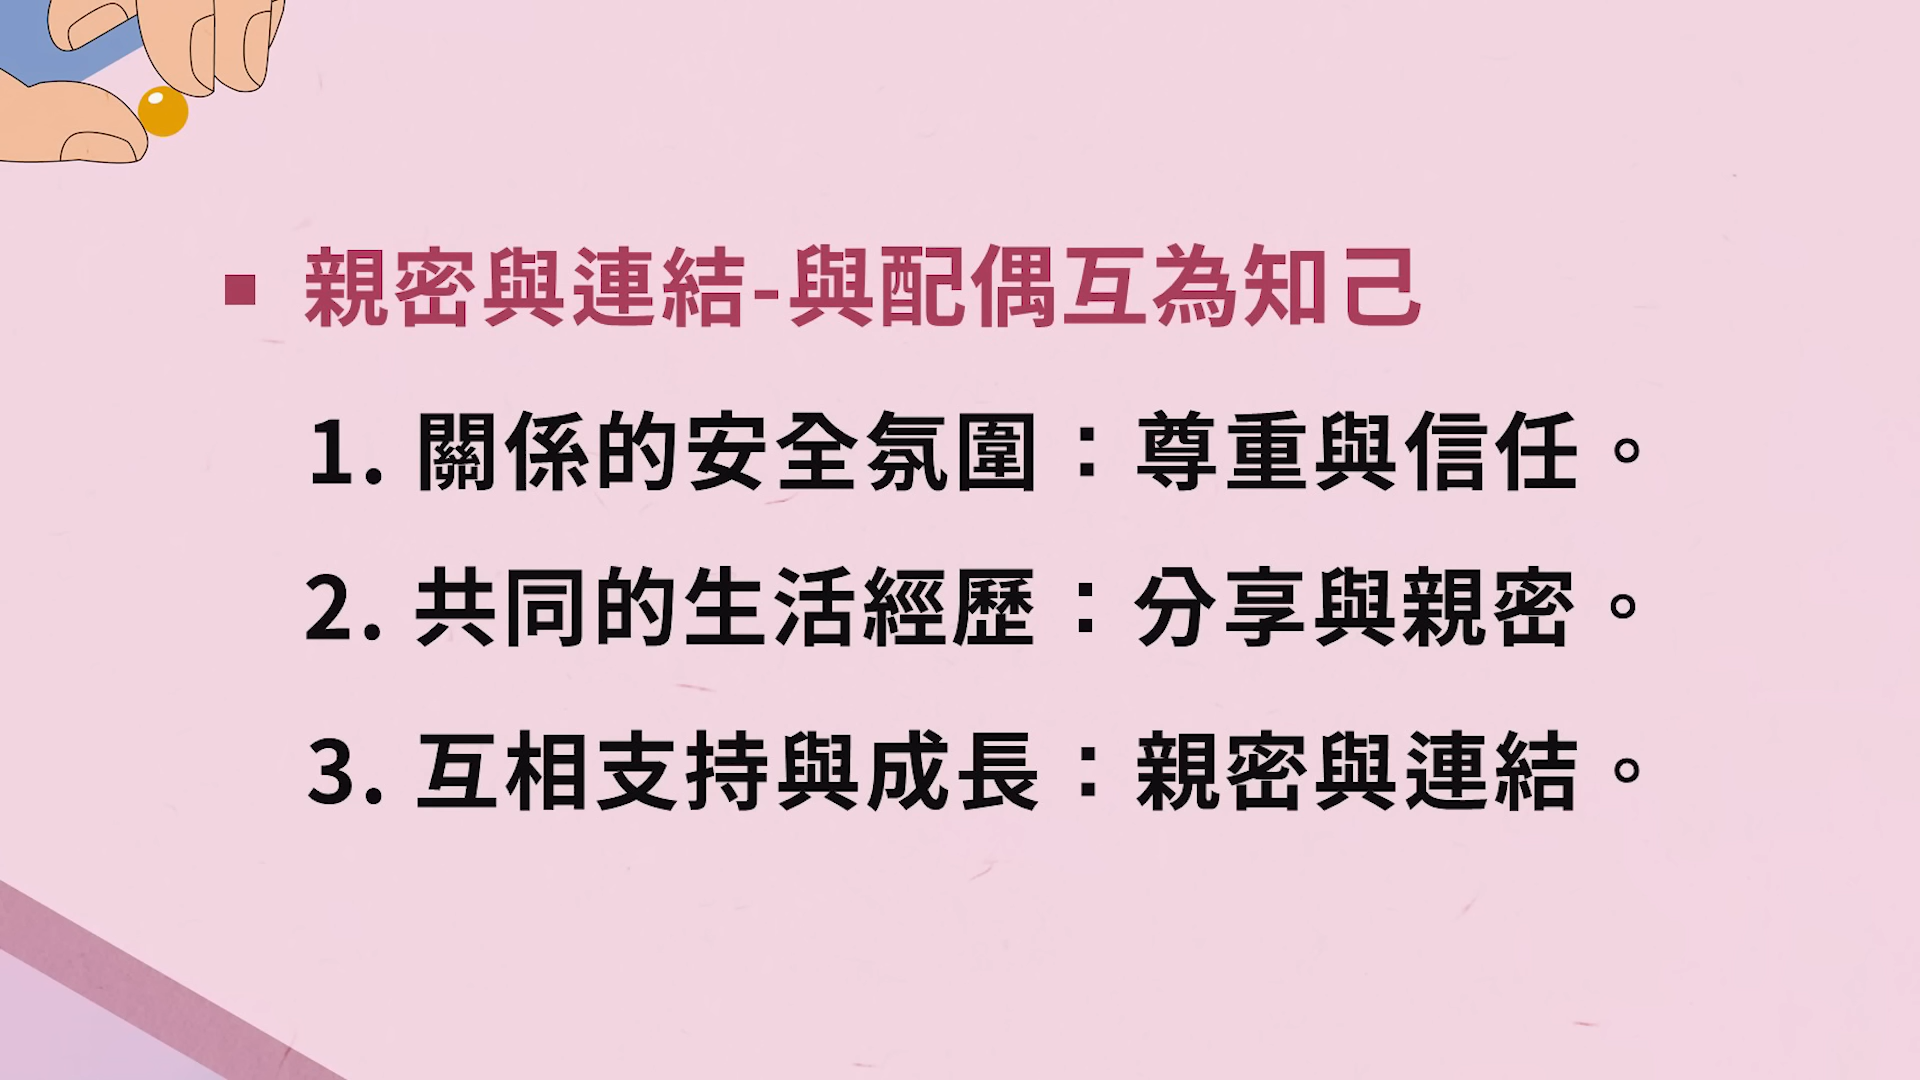 ▪ 親密與連結-與配偶互為知己
1. 關係的安全氛圍：尊重與信任。
2. 共同的生活經歷：分享與親密。
3. 互相支持與成長：親密與連結。